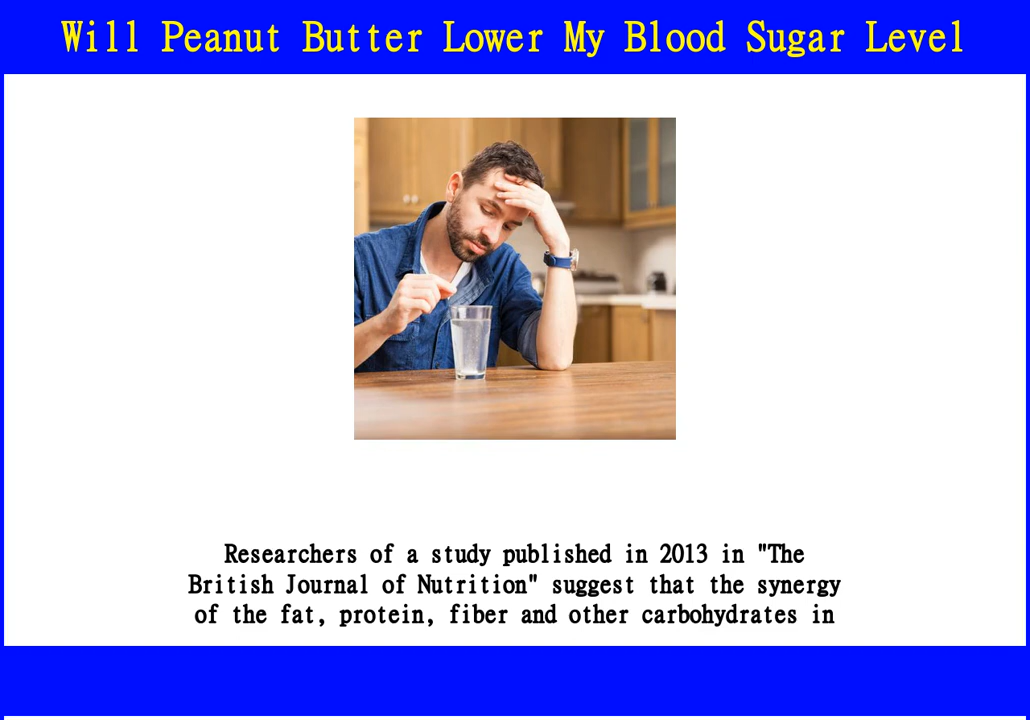 Will Peanut Butter Lower My Blood Sugar Level
Researchers of a study published in 2013 in "The
British Journal of Nutrition" suggest that the synergy
of the fat, protein, fiber and other carbohydrates in